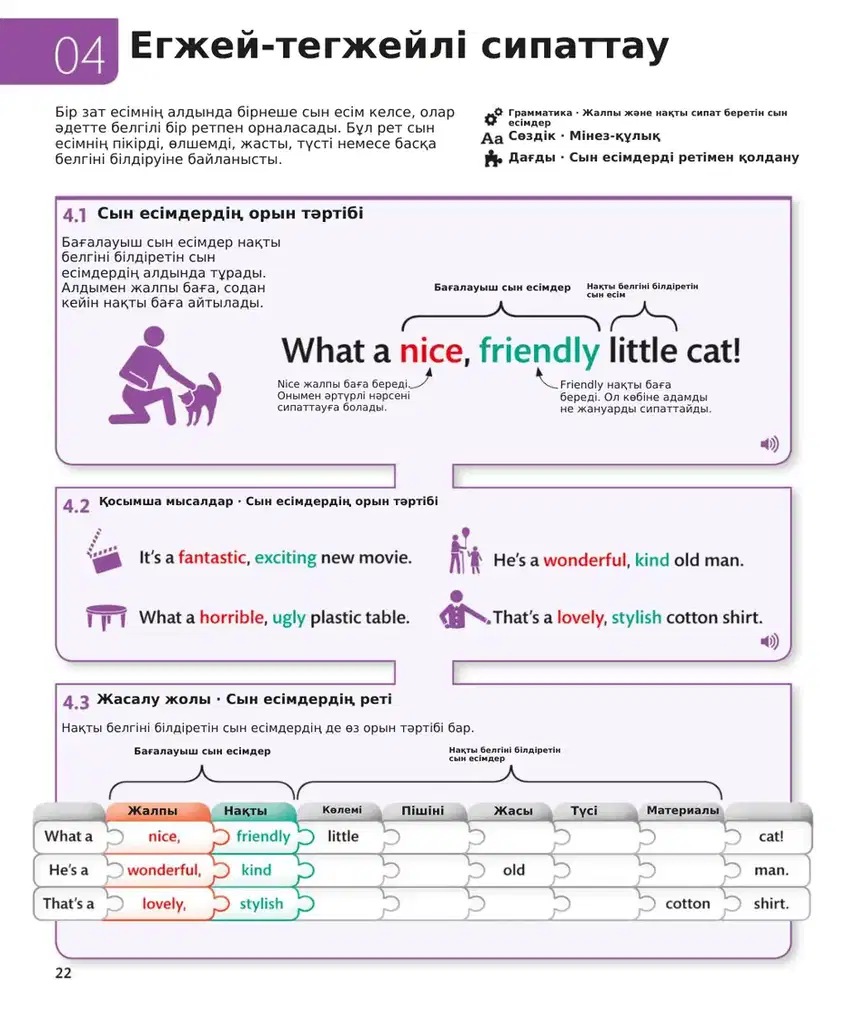 04
Егжей-тегжейлі сипаттау
Бір зат есімнің алдында бірнеше сын есім келсе, олар
әдетте белгілі бір ретпен орналасады. Бұл рет сын
есімнің пікірді, өлшемді, жасты, түсті немесе басқа
белгіні білдіруіне байланысты.
Грамматика · Жалпы және нақты сипат беретін сын
есімдер
Aa Сөздік · Мінез-құлық
Дағды · Сын есімдерді ретімен қолдану
4.1 Сын есімдердің орын тәртібі
Бағалауыш сын есімдер нақты
белгіні білдіретін сын
есімдердің алдында тұрады.
Алдымен жалпы баға, содан
кейін нақты баға айтылады.
Бағалауыш сын есімдер
Нақты белгіні білдіретін
сын есім
What a nice, friendly little cat!
Nice жалпы баға береді.
Онымен әртүрлі нәрсені
сипаттауға болады.
Friendly нақты баға
береді. Ол көбіне адамды
не жануарды сипаттайды.
4.2 Қосымша мысалдар · Сын есімдердің орын тәртібі
It's a fantastic, exciting new movie.
He's a wonderful, kind old man.
What a horrible, ugly plastic table.
That's a lovely, stylish cotton shirt.
4.3 Жасалу жолы · Сын есімдердің реті
Нақты белгіні білдіретін сын есімдердің де өз орын тәртібі бар.
Бағалауыш сын есімдер
Нақты белгіні білдіретін
сын есімдер
Жалпы Нақты Көлемі Пішіні Жасы Түсі Материалы
What a nice, friendly little cat!
He's a wonderful, kind old man.
That's a lovely, stylish cotton shirt.
22